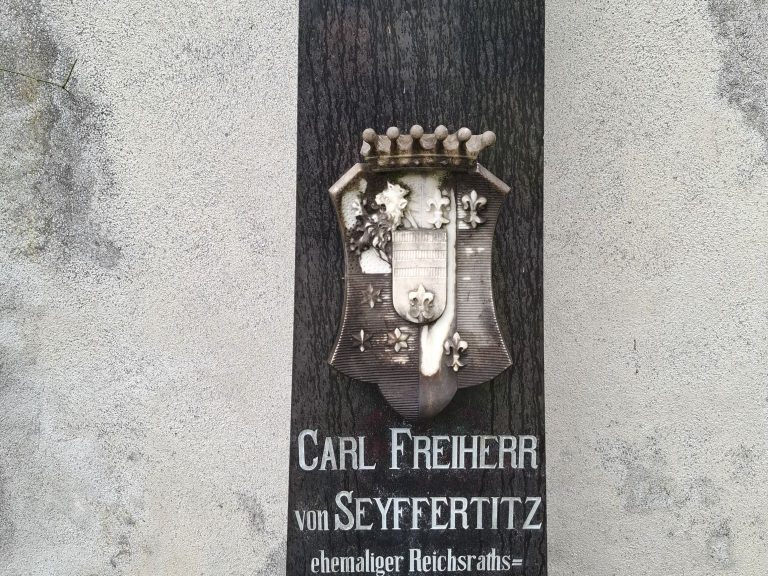 CARL FREIHERR
von SEYFFERTITZ
ehemaliger Reichsraths=